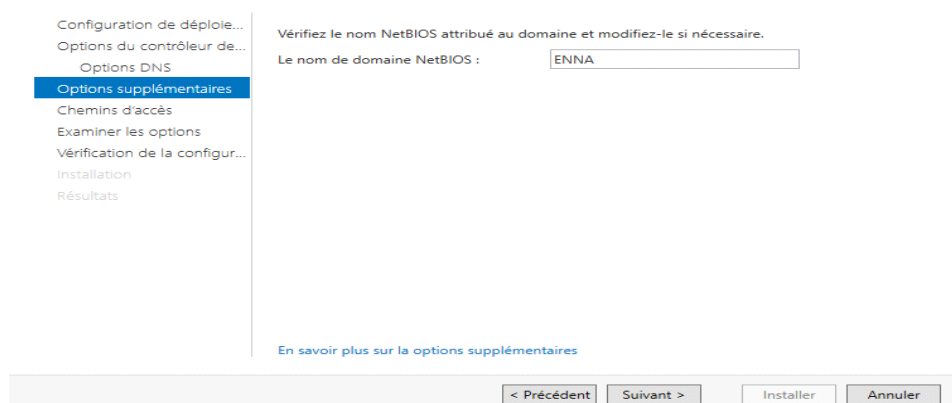 Configuration de déploie...
Options du contrôleur de...
Options DNS
Options supplémentaires
Chemins d'accès
Examiner les options
Vérification de la configur...
Installation
Résultats
Vérifiez le nom NetBIOS attribué au domaine et modifiez-le si nécessaire.
Le nom de domaine NetBIOS : ENNA
En savoir plus sur la options supplémentaires
< Précédent Suivant > Installer Annuler